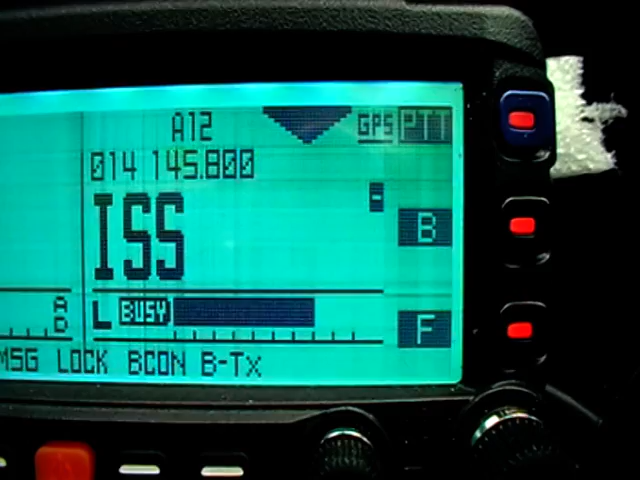 A12 GPS PTT
014 145.800
ISS
B
A
D
L BUSY
F
MSG LOCK BCON B-Tx